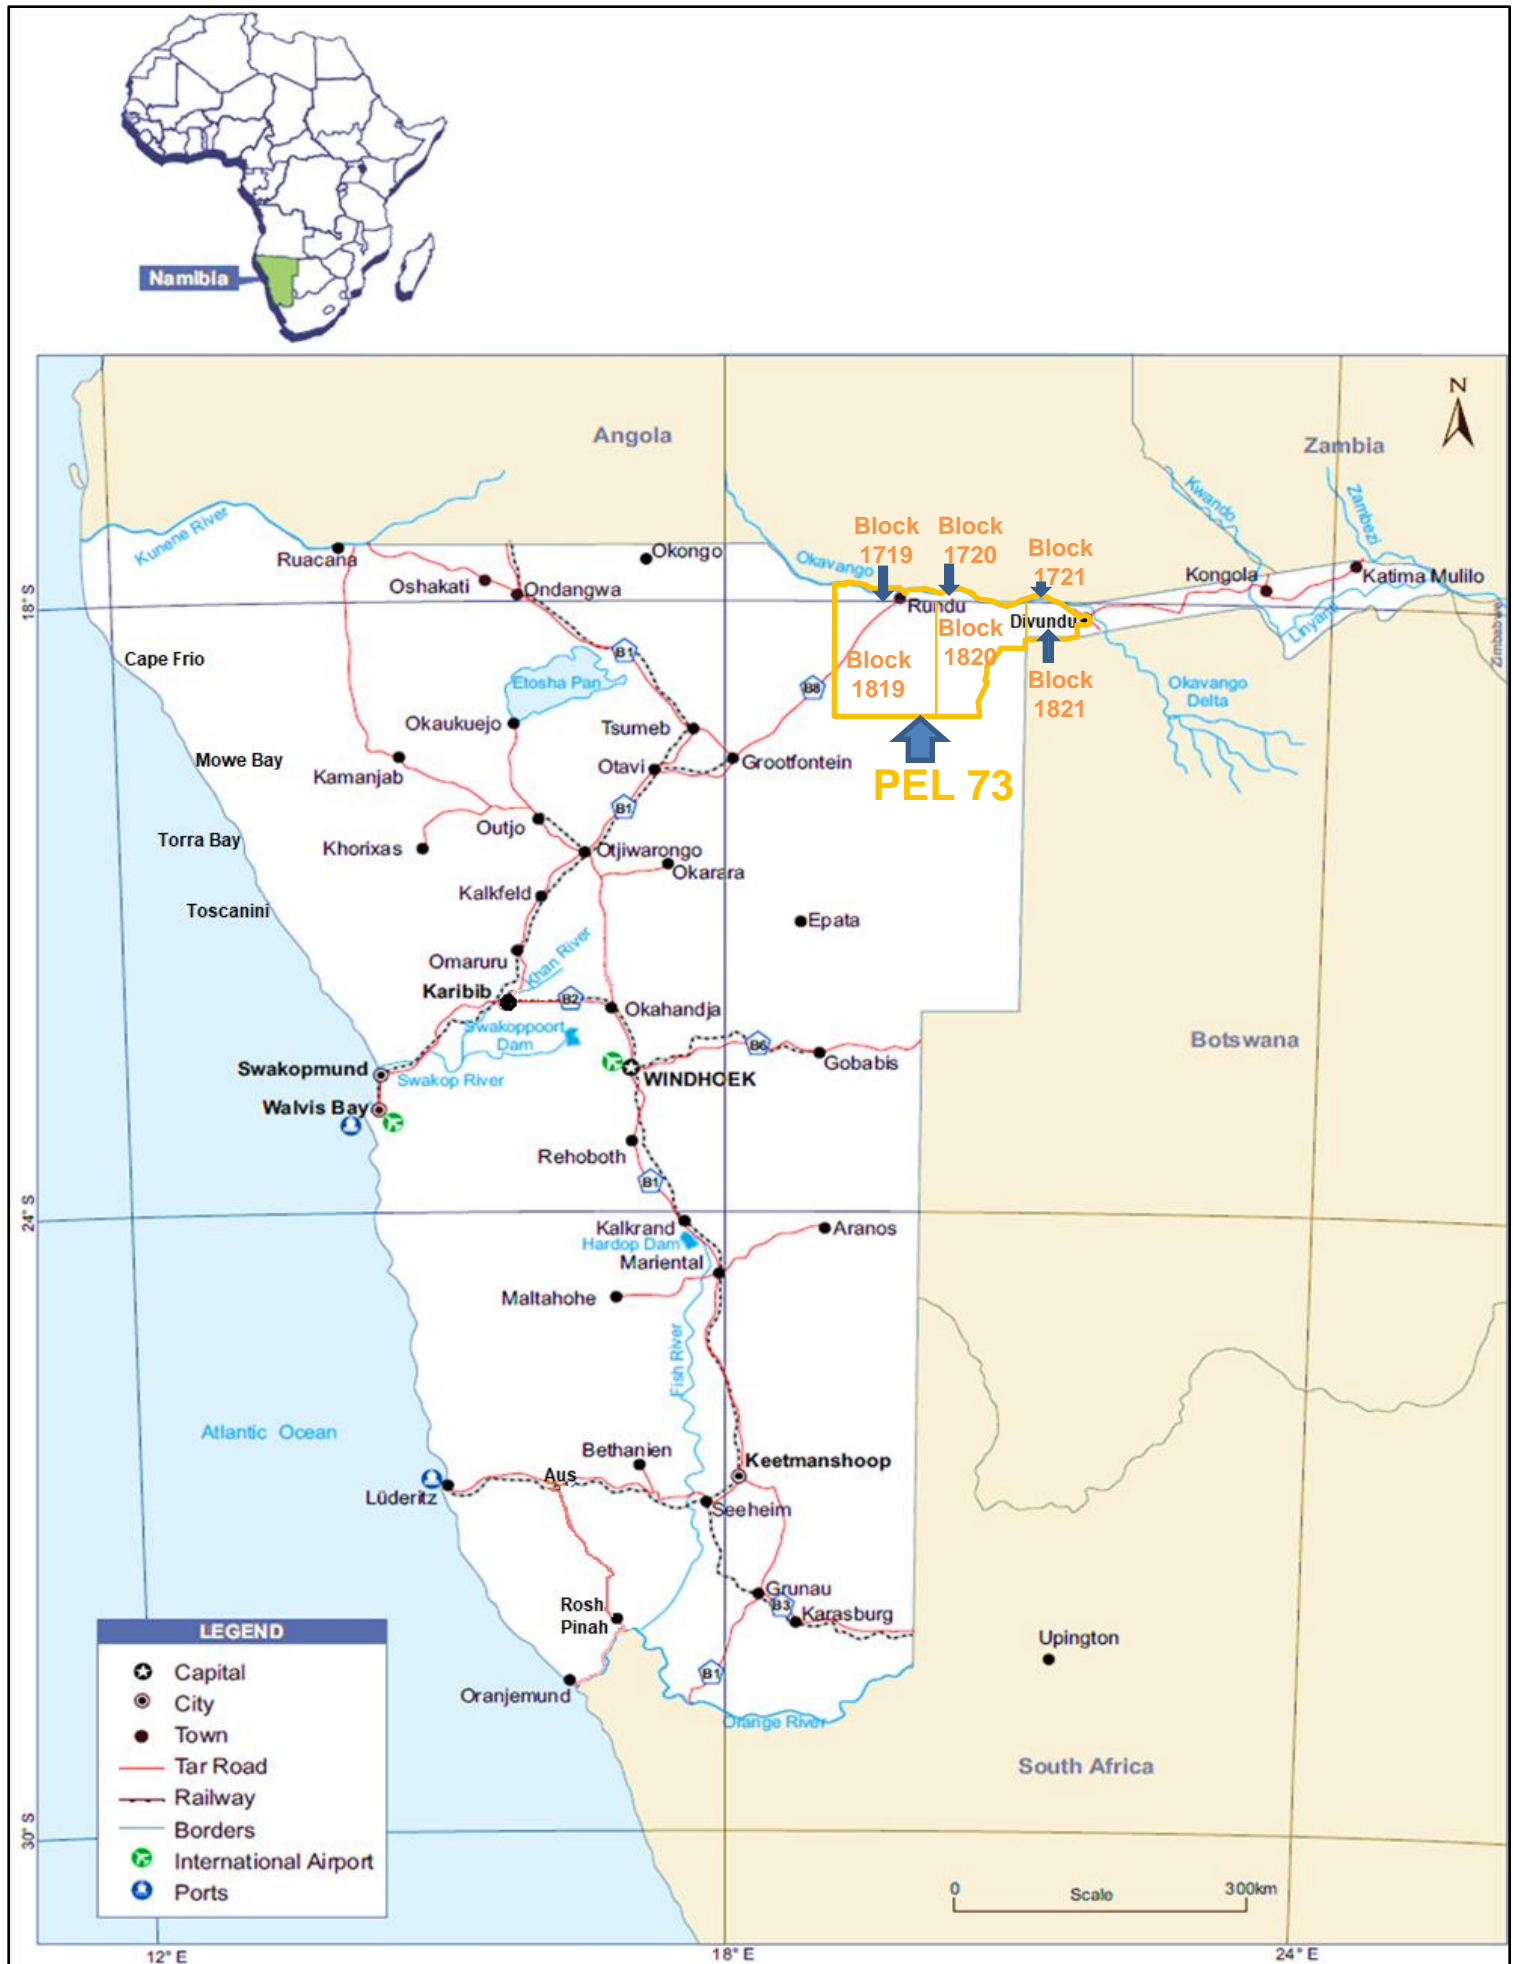 Namibia
N
Angola
Zambia
Kwando
Zambezi
Kunene River
Ruacana
Okongo
Okavango
Block
1719
Block
1720
Block
1721
Kongola
Katima Mulilo
Oshakati
Ondangwa
18° S
Rundu
Divundu
Linyanti
Zimbabwe
Block
1820
Cape Frio
B1
Etosha Pan
Block
1819
B8
Block
1821
Okavango
Delta
Okaukuejo
Tsumeb
Mowe Bay
Kamanjab
Otavi
Grootfontein
PEL 73
B1
Outjo
Torra Bay
Khorixas
Otjiwarongo
Okarara
Kalkfeld
Toscanini
Epata
Omaruru
Khan River
Karibib
B2
Okahandja
Swakoppoort
Dam
Botswana
B6
Gobabis
Swakopmund
Swakop River
WINDHOEK
Walvis Bay
Rehoboth
B1
24° S
Kalkrand
Aranos
Hardop Dam
Mariental
Maltahohe
Fish River
Atlantic Ocean
Bethanien
Keetmanshoop
Aus
Lüderitz
Seeheim
Grunau
Rosh
Pinah
B3
Karasburg
LEGEND
Upington
Capital
B1
City
Oranjemund
Orange River
Town
Tar Road
South Africa
Railway
Borders
30° S
International Airport
Ports
0
Scale
300km
12° E
18° E
24° E